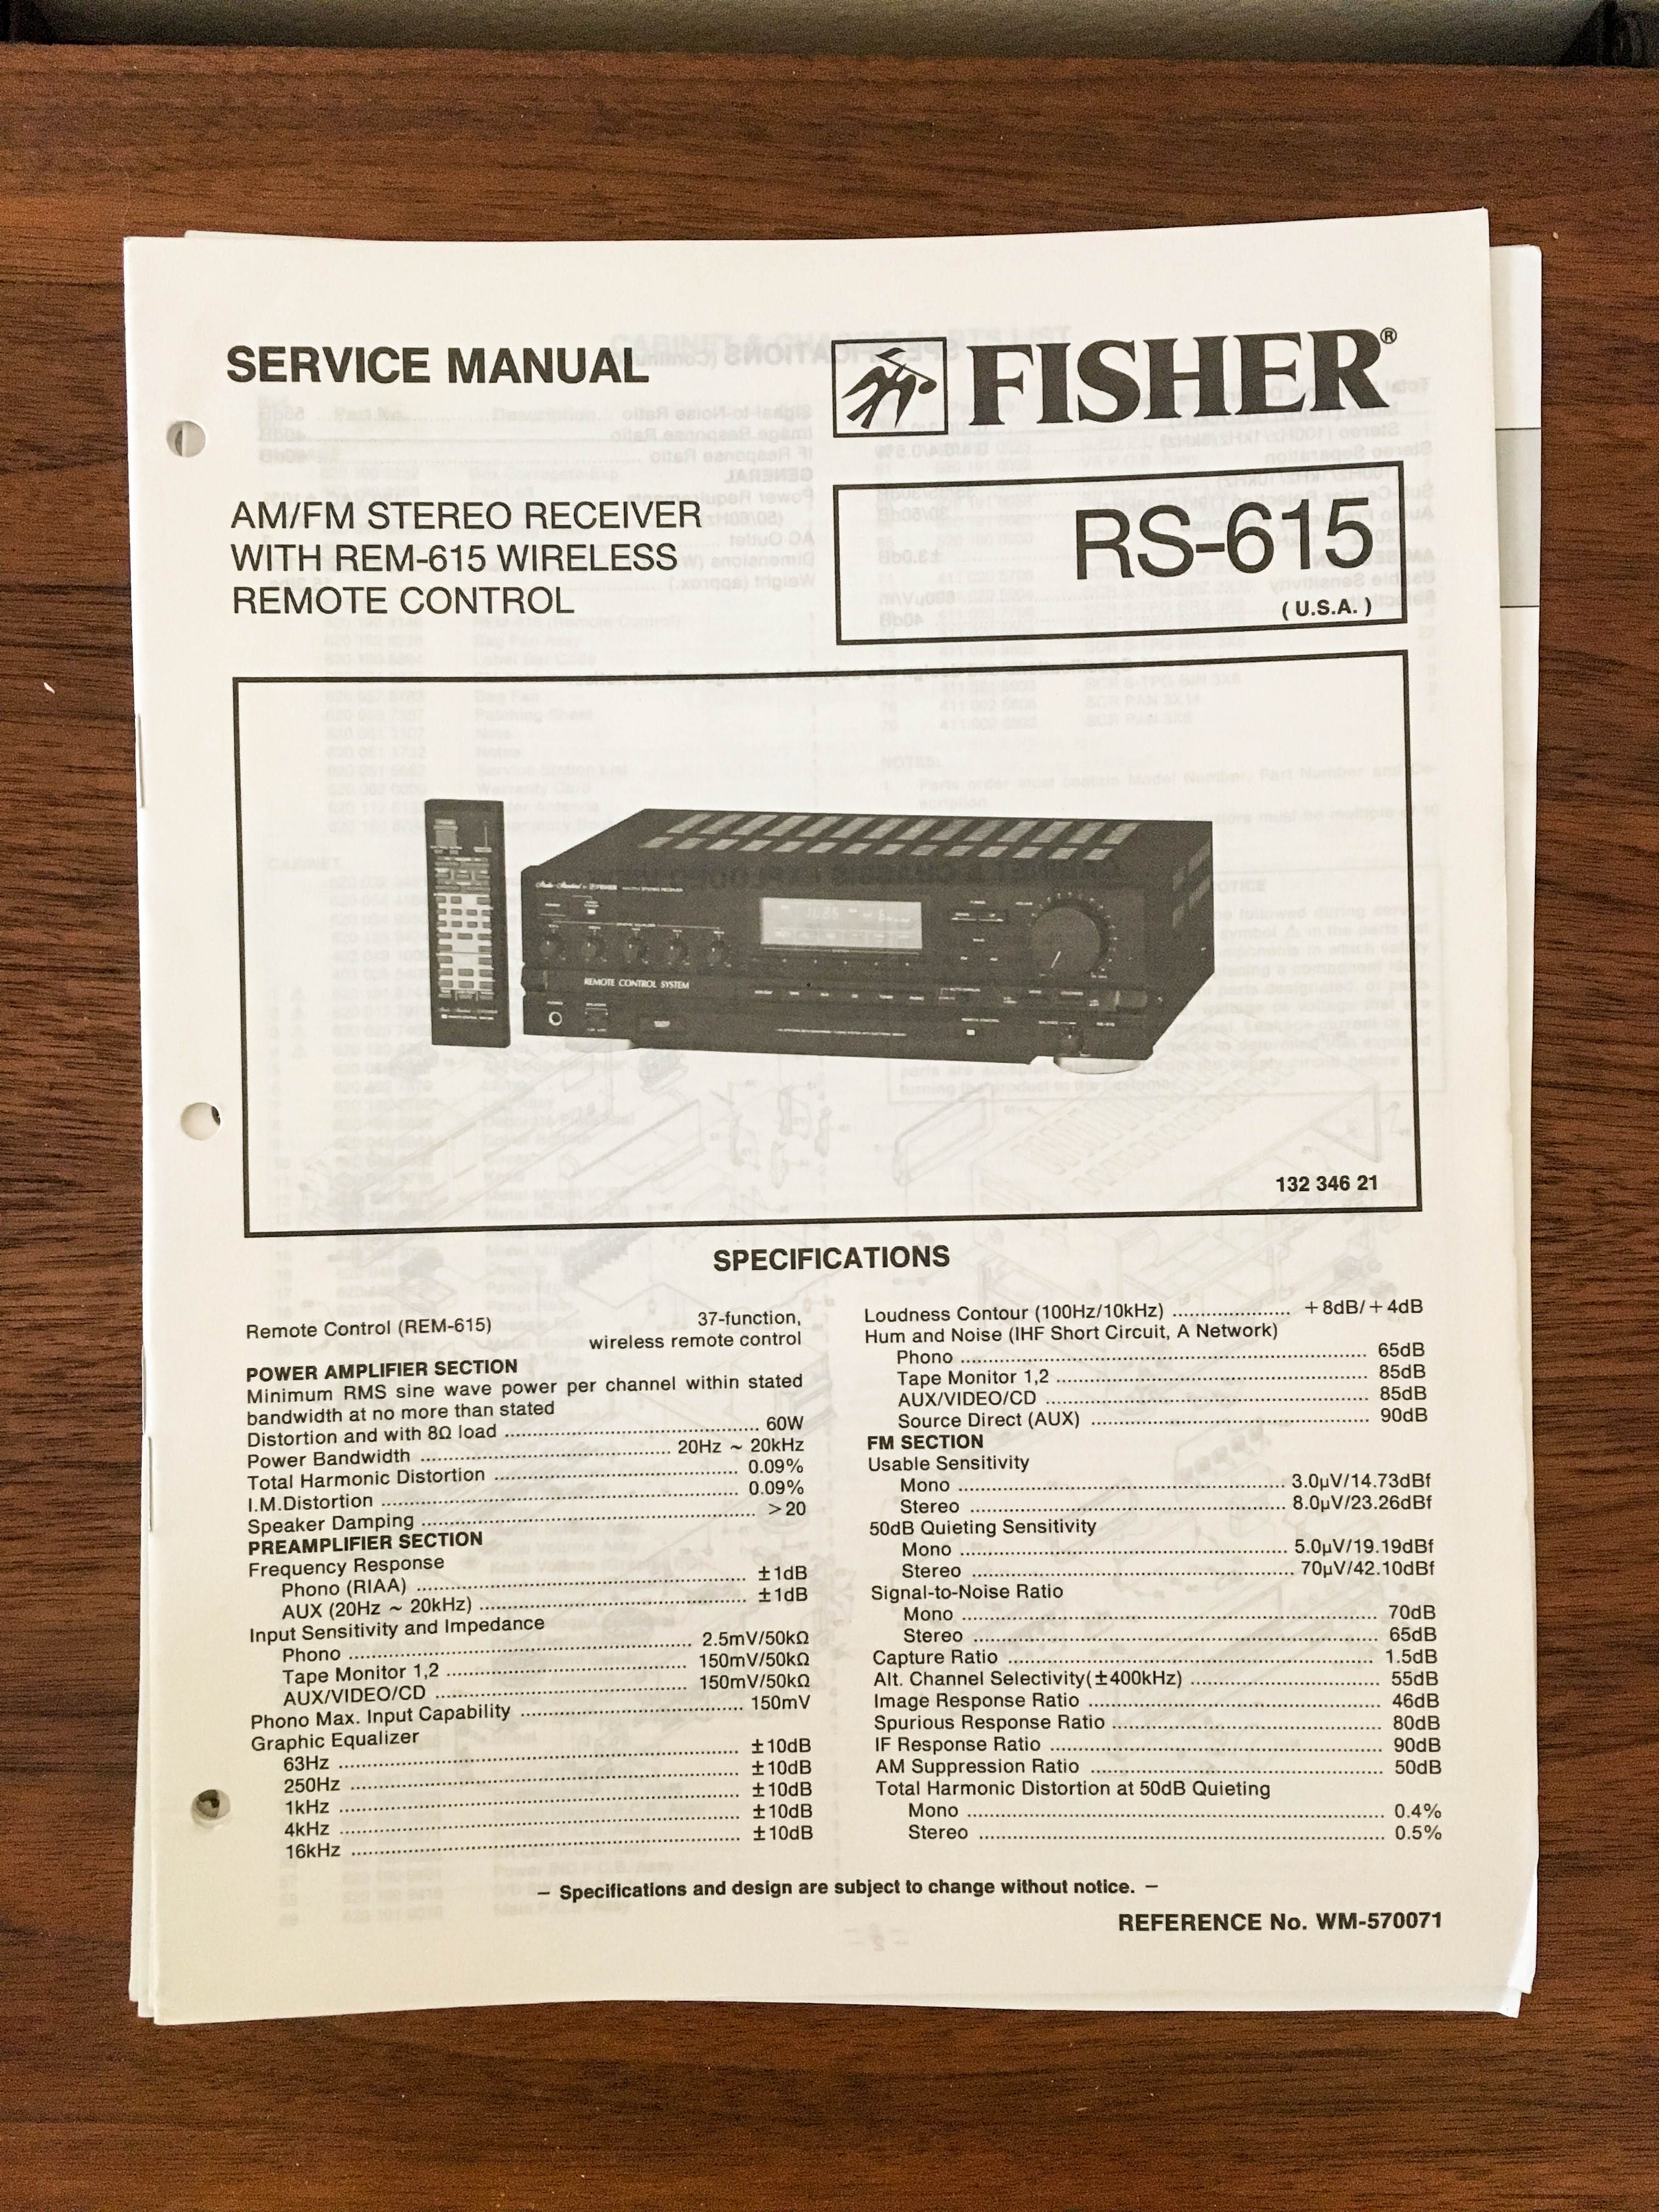 SERVICE MANUAL
FISHER®
AM/FM STEREO RECEIVER
WITH REM-615 WIRELESS
REMOTE CONTROL
RS-615
( U.S.A. )
REMOTE CONTROL SYSTEM
132 346 21
SPECIFICATIONS
Remote Control (REM-615) 37-function,
wireless remote control
POWER AMPLIFIER SECTION
Minimum RMS sine wave power per channel within stated
bandwidth at no more than stated
Distortion and with 8Ω load ........ 60W
Power Bandwidth ........ 20Hz ~ 20kHz
Total Harmonic Distortion ........ 0.09%
I.M.Distortion ........ 0.09%
Speaker Damping ........ >20
PREAMPLIFIER SECTION
Frequency Response
Phono (RIAA) ........ ±1dB
AUX (20Hz ~ 20kHz) ........ ±1dB
Input Sensitivity and Impedance
Phono ........ 2.5mV/50kΩ
Tape Monitor 1,2 ........ 150mV/50kΩ
AUX/VIDEO/CD ........ 150mV/50kΩ
Phono Max. Input Capability ........ 150mV
Graphic Equalizer
63Hz ........ ±10dB
250Hz ........ ±10dB
1kHz ........ ±10dB
4kHz ........ ±10dB
16kHz ........ ±10dB
Loudness Contour (100Hz/10kHz) ........ +8dB/+4dB
Hum and Noise (IHF Short Circuit, A Network)
Phono ........ 65dB
Tape Monitor 1,2 ........ 85dB
AUX/VIDEO/CD ........ 85dB
Source Direct (AUX) ........ 90dB
FM SECTION
Usable Sensitivity
Mono ........ 3.0µV/14.73dBf
Stereo ........ 8.0µV/23.26dBf
50dB Quieting Sensitivity
Mono ........ 5.0µV/19.19dBf
Stereo ........ 70µV/42.10dBf
Signal-to-Noise Ratio
Mono ........ 70dB
Stereo ........ 65dB
Capture Ratio ........ 1.5dB
Alt. Channel Selectivity(±400kHz) ........ 55dB
Image Response Ratio ........ 46dB
Spurious Response Ratio ........ 80dB
IF Response Ratio ........ 90dB
AM Suppression Ratio ........ 50dB
Total Harmonic Distortion at 50dB Quieting
Mono ........ 0.4%
Stereo ........ 0.5%
– Specifications and design are subject to change without notice. –
REFERENCE No. WM-570071